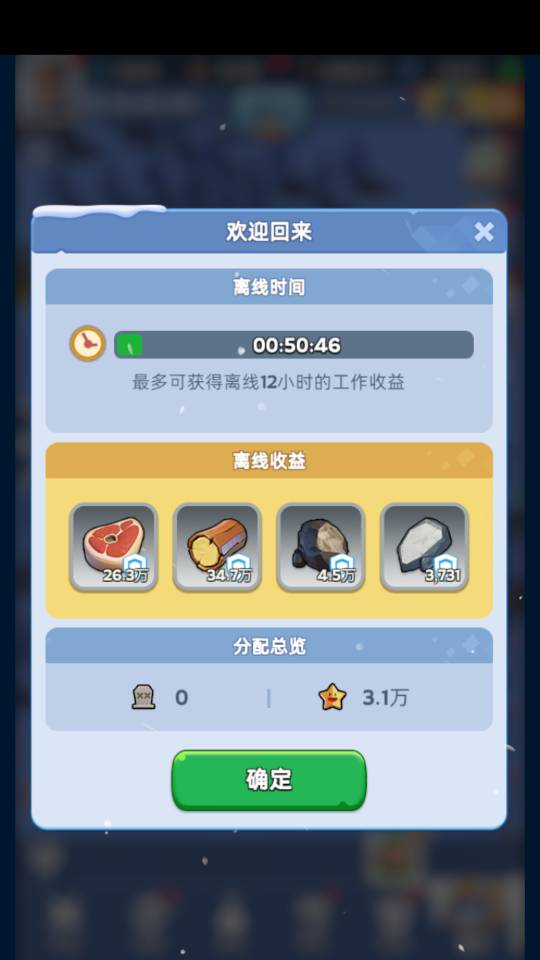 欢迎回来
离线时间
00:50:46
最多可获得离线12小时的工作收益
离线收益
26.3万
34.7万
4.5万
3,731
分配总览
0
3.1万
确定